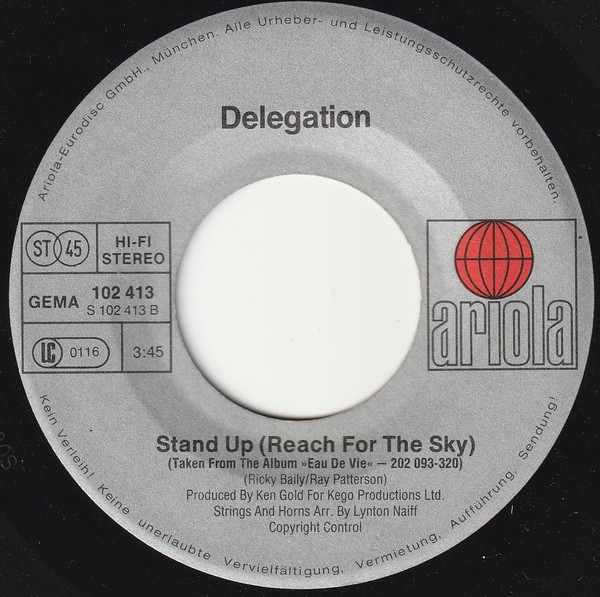 Ariola-Eurodisc GmbH., München. Alle Urheber- und Leistungsschutzrechte vorbehalten.
Delegation
ST 45
HI-FI
STEREO
GEMA
102 413
S 102 413 B
LC 0116
3:45
ariola
Stand Up (Reach For The Sky)
(Taken From The Album »Eau De Vie« — 202 093-320)
(Ricky Baily/Ray Patterson)
Produced By Ken Gold For Kego Productions Ltd.
Strings And Horns Arr. By Lynton Naiff
Copyright Control
Kein Verleih! Keine unerlaubte Vervielfältigung, Vermietung, Aufführung, Sendung!